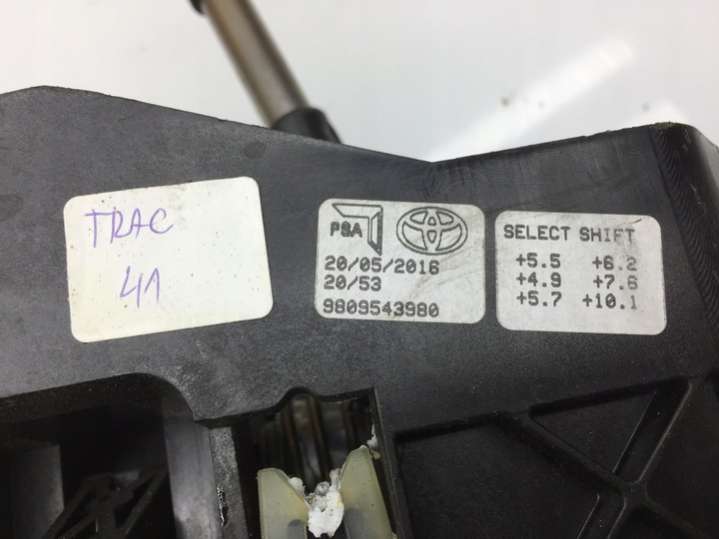 TRAC
41
PSA
20/05/2016
20/53
9809543980
SELECT SHIFT
+5.5 +6.2
+4.9 +7.6
+5.7 +10.1